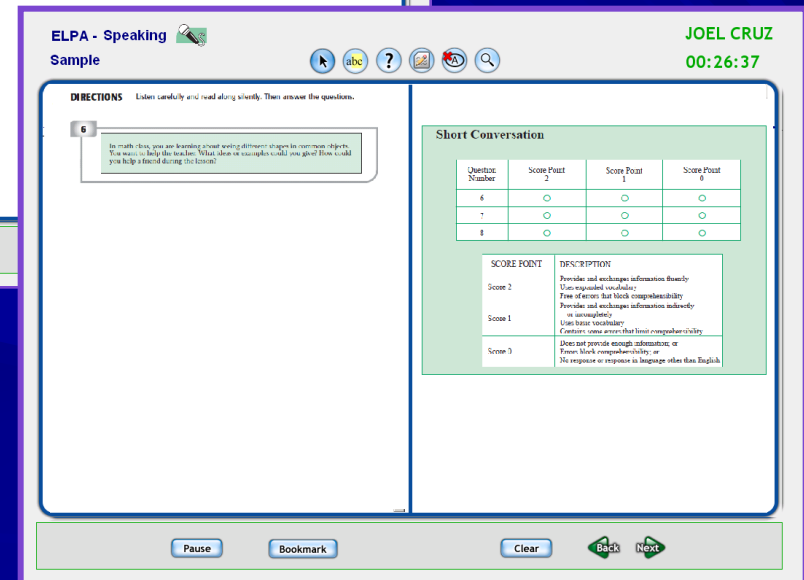 ELPA - Speaking
Sample
JOEL CRUZ
00:26:37
abc
?
A
DIRECTIONS Listen carefully and read along silently. Then answer the questions.
6
In math class, you are learning about seeing different shapes in common objects.
You want to help the teacher. What ideas or examples could you give? How could
you help a friend during the lesson?
Short Conversation
Question Number Score Point 2 Score Point 1 Score Point 0
6
7
8
SCORE POINT DESCRIPTION
Score 2
Provides and exchanges information fluently
Uses expanded vocabulary
Free of errors that block comprehensibility
Score 1
Provides and exchanges information indirectly
or incompletely
Uses basic vocabulary
Contains some errors that limit comprehensibility
Score 0
Does not provide enough information; or
Errors block comprehensibility; or
No response or response in language other than English
Pause
Bookmark
Clear
Back
Next